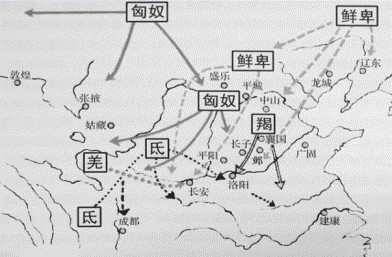 匈奴
鲜卑
鲜卑
敦煌
盛乐
平城
龙城
辽东
张掖
匈奴
中山
姑臧
羯
襄国
羌
氐
平阳
长子
邺
广固
长安
洛阳
氐
成都
建康